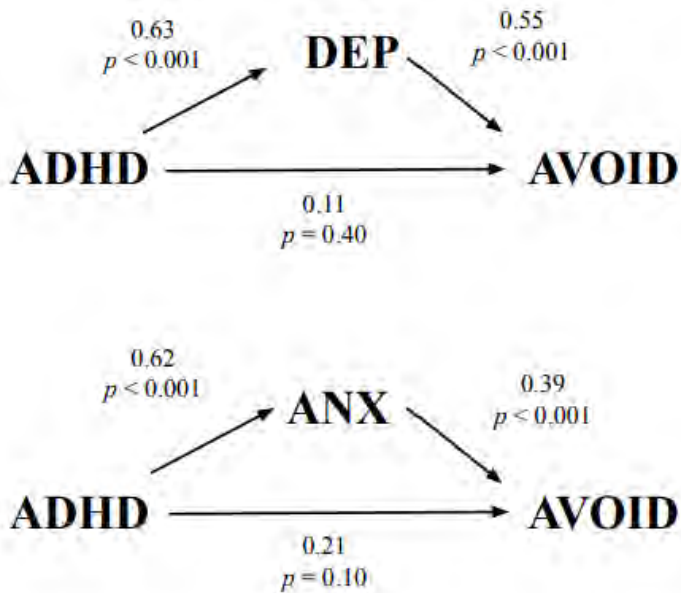 0.63
p < 0.001
DEP
0.55
p < 0.001
ADHD
AVOID
0.11
p = 0.40
0.62
p < 0.001
ANX
0.39
p < 0.001
ADHD
AVOID
0.21
p = 0.10